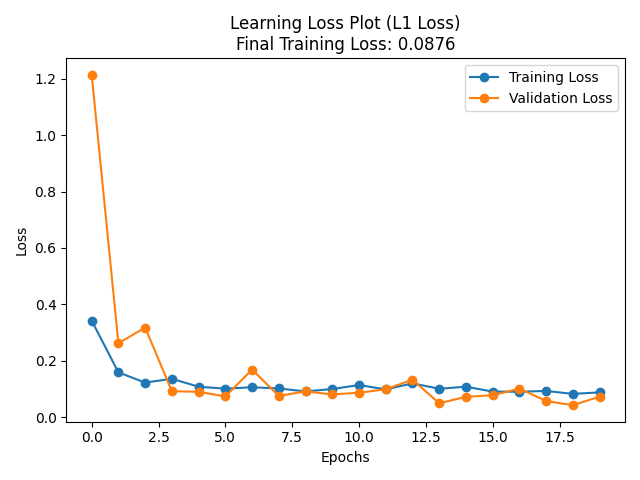 Learning Loss Plot (L1 Loss)
Final Training Loss: 0.0876
Training Loss
Validation Loss
1.2
1.0
0.8
0.6
0.4
0.2
0.0
Loss
0.0 2.5 5.0 7.5 10.0 12.5 15.0 17.5
Epochs